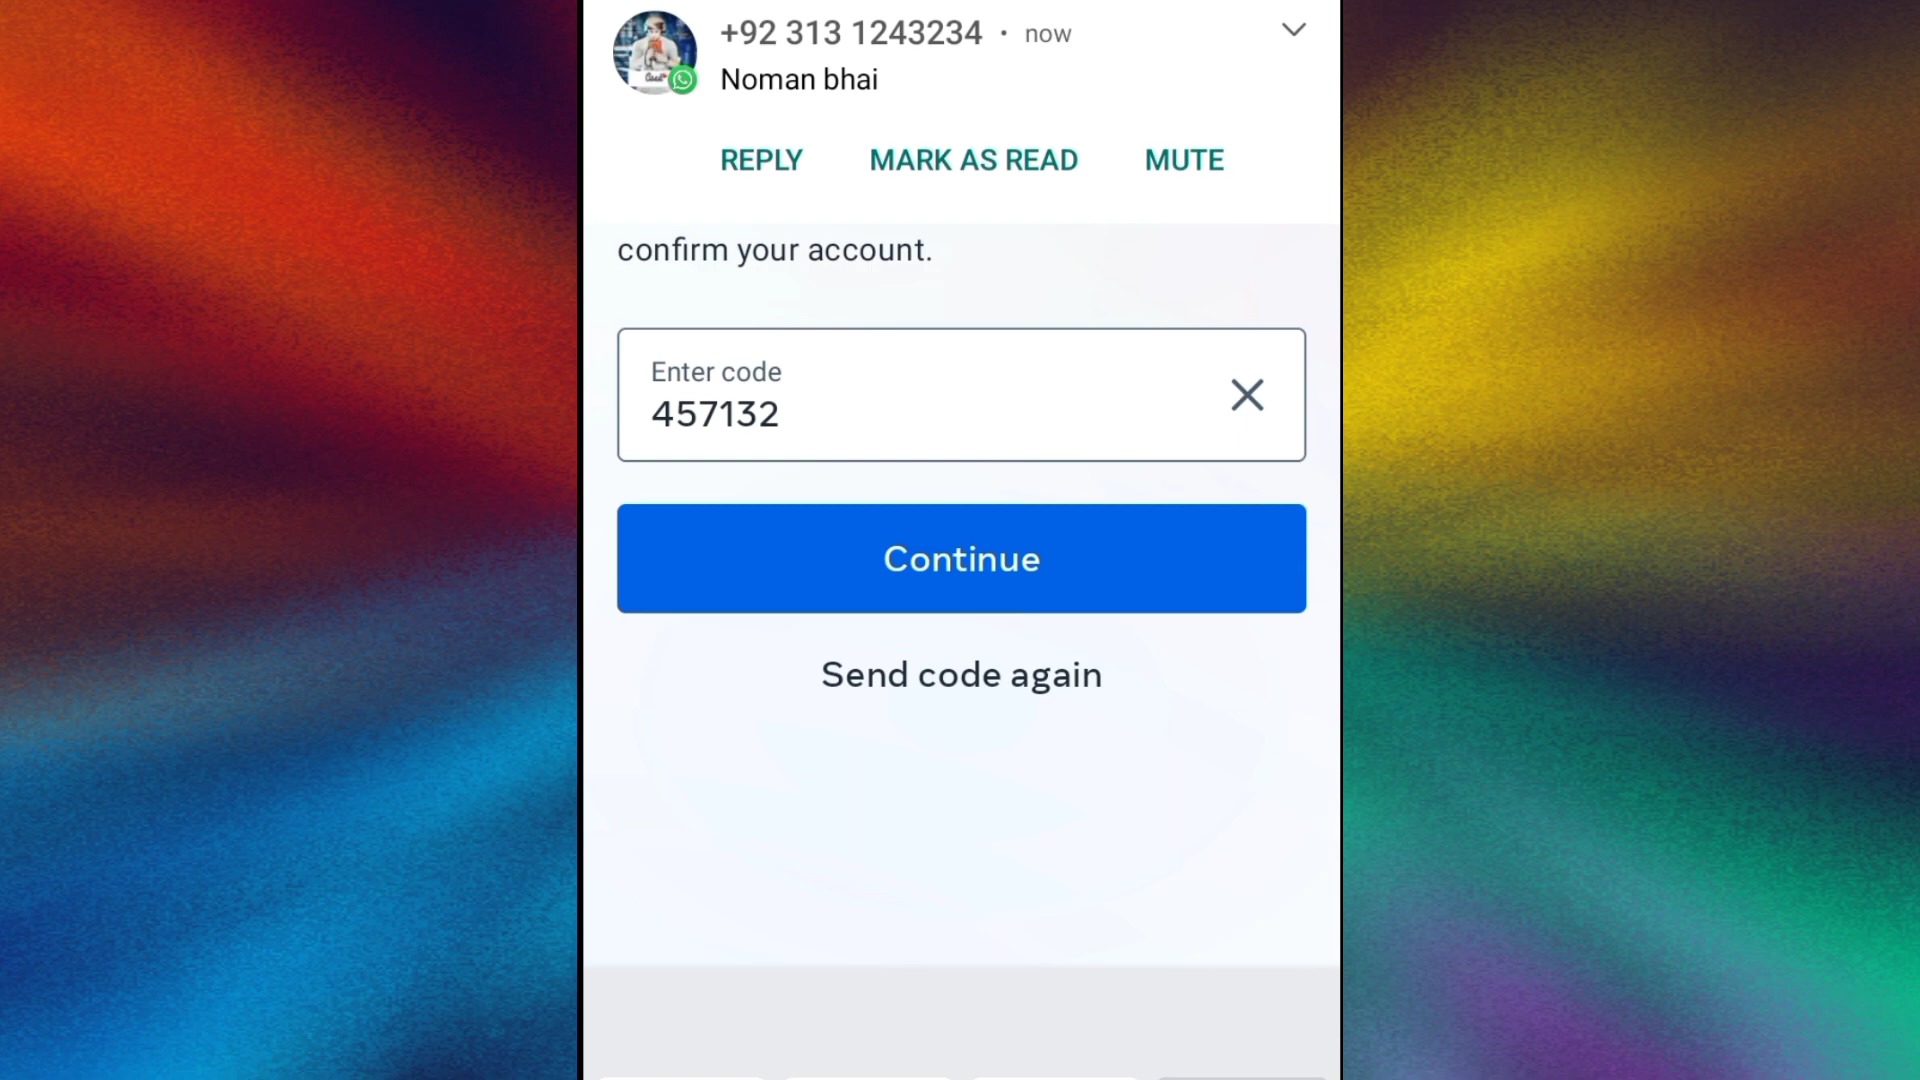 +92 313 1243234 • now
Noman bhai
REPLY MARK AS READ MUTE
confirm your account.
Enter code
457132
Continue
Send code again